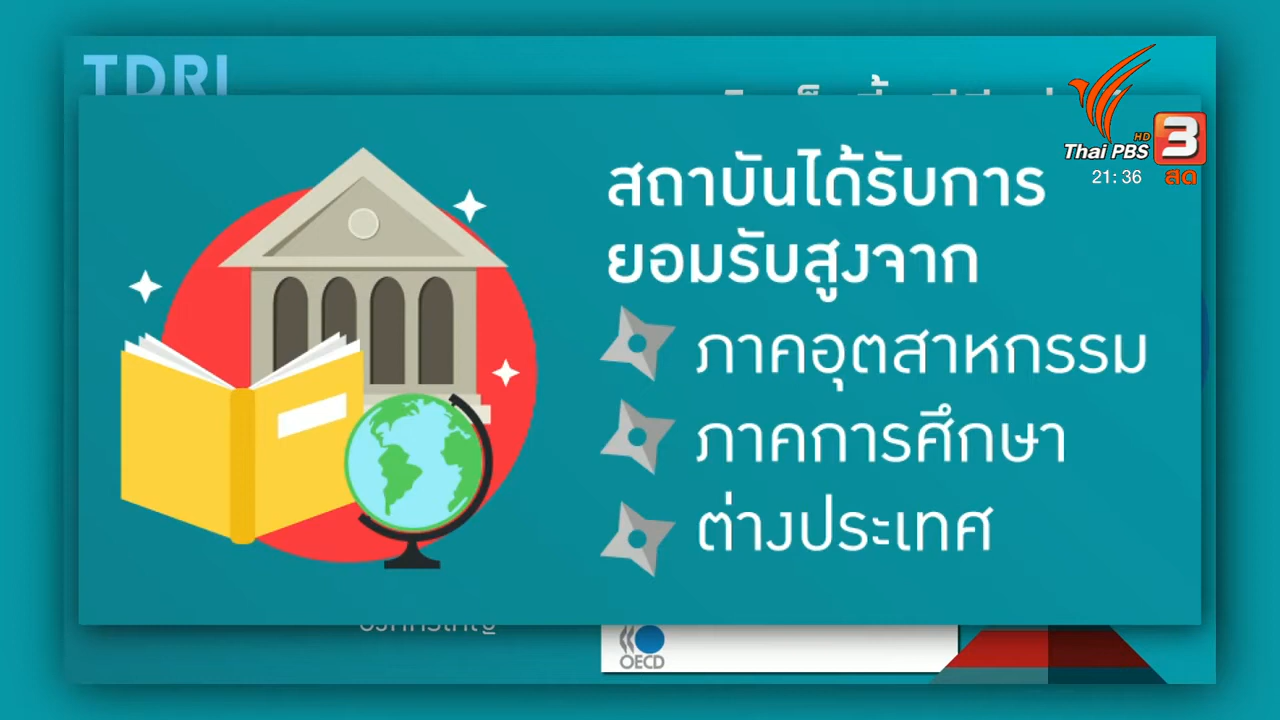 TDRI
Thai PBS HD 3
21:36 สด
สถาบันได้รับการ
ยอมรับสูงจาก
ภาคอุตสาหกรรม
ภาคการศึกษา
ต่างประเทศ
OECD